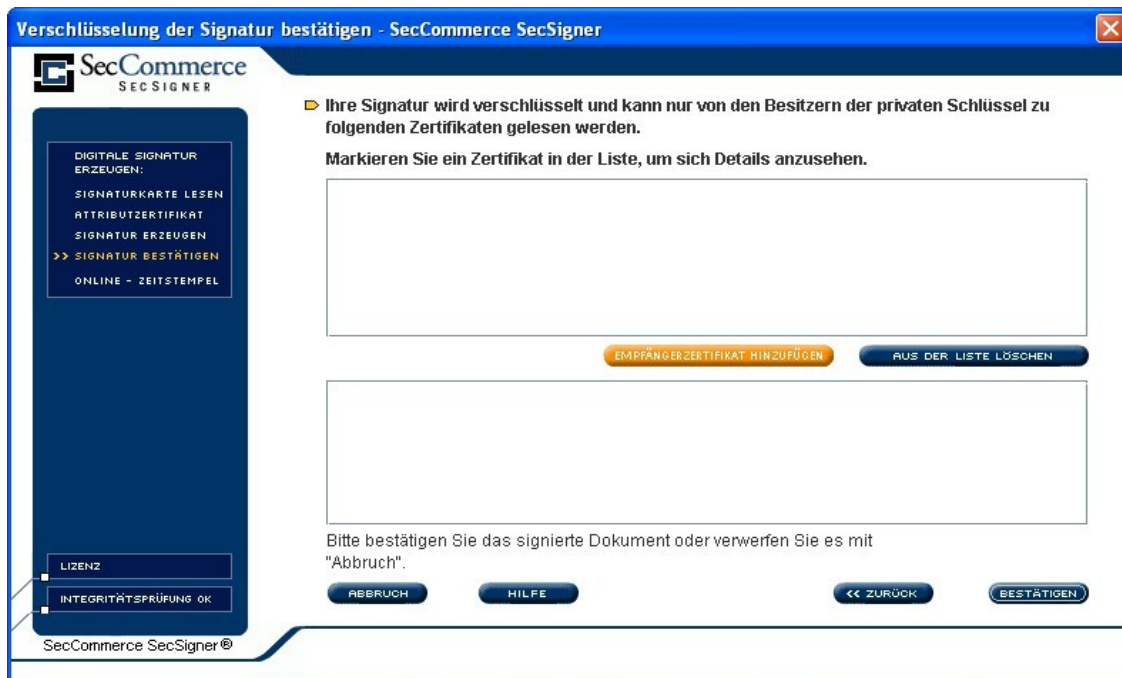 Verschlüsselung der Signatur bestätigen - SecCommerce SecSigner
SecCommerce
SECSIGNER
DIGITALE SIGNATUR
ERZEUGEN:
SIGNATURKARTE LESEN
ATTRIBUTZERTIFIKAT
SIGNATUR ERZEUGEN
>> SIGNATUR BESTÄTIGEN
ONLINE - ZEITSTEMPEL
LIZENZ
INTEGRITÄTSPRÜFUNG OK
SecCommerce SecSigner®
Ihre Signatur wird verschlüsselt und kann nur von den Besitzern der privaten Schlüssel zu
folgenden Zertifikaten gelesen werden.
Markieren Sie ein Zertifikat in der Liste, um sich Details anzusehen.
EMPFÄNGERZERTIFIKAT HINZUFÜGEN
AUS DER LISTE LÖSCHEN
Bitte bestätigen Sie das signierte Dokument oder verwerfen Sie es mit
"Abbruch".
ABBRUCH
HILFE
<< ZURÜCK
BESTÄTIGEN